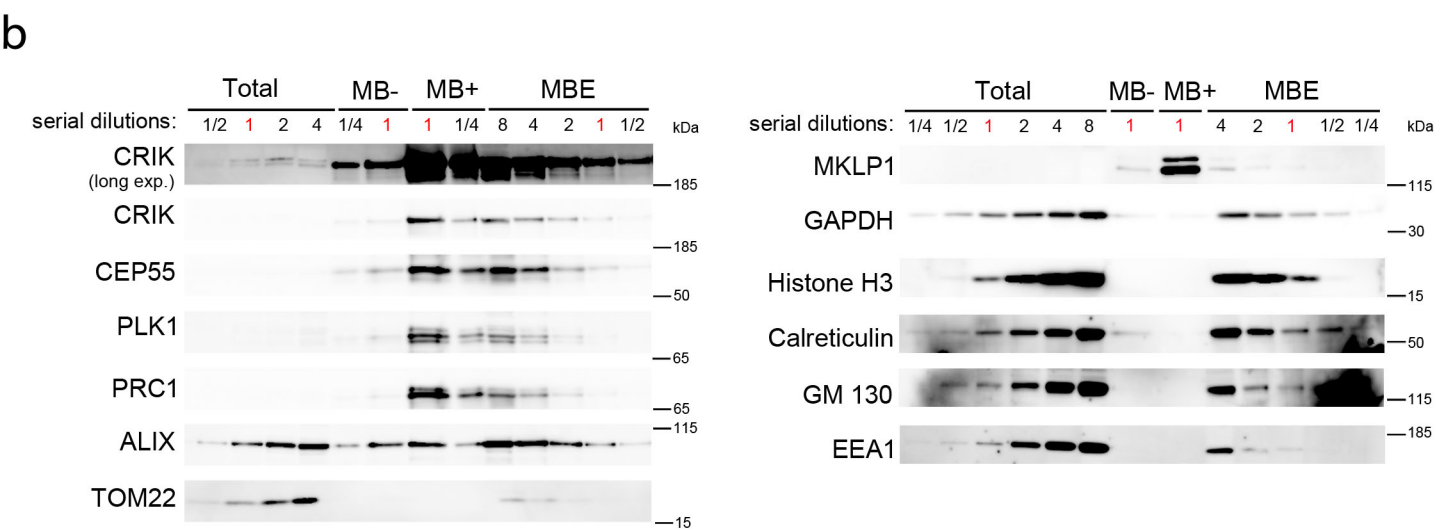 b
Total MB- MB+ MBE
serial dilutions: 1/2 1 2 4 1/4 1 1 1/4 8 4 2 1 1/2 kDa
CRIK
(long exp.)
185
CRIK
185
CEP55
50
PLK1
65
PRC1
65
115
ALIX
TOM22
15
Total MB- MB+ MBE
serial dilutions: 1/4 1/2 1 2 4 8 1 1 4 2 1 1/2 1/4 kDa
MKLP1
115
GAPDH
30
Histone H3
15
Calreticulin
50
GM 130
115
185
EEA1